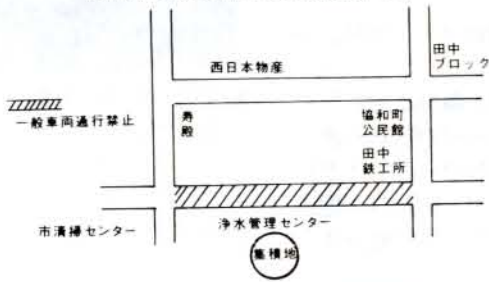 西日本物産
田中
ブロック
一般車両通行禁止
寿
殿
協和町
公民館
田中
鉄工所
市清掃センター
浄水管理センター
集積地